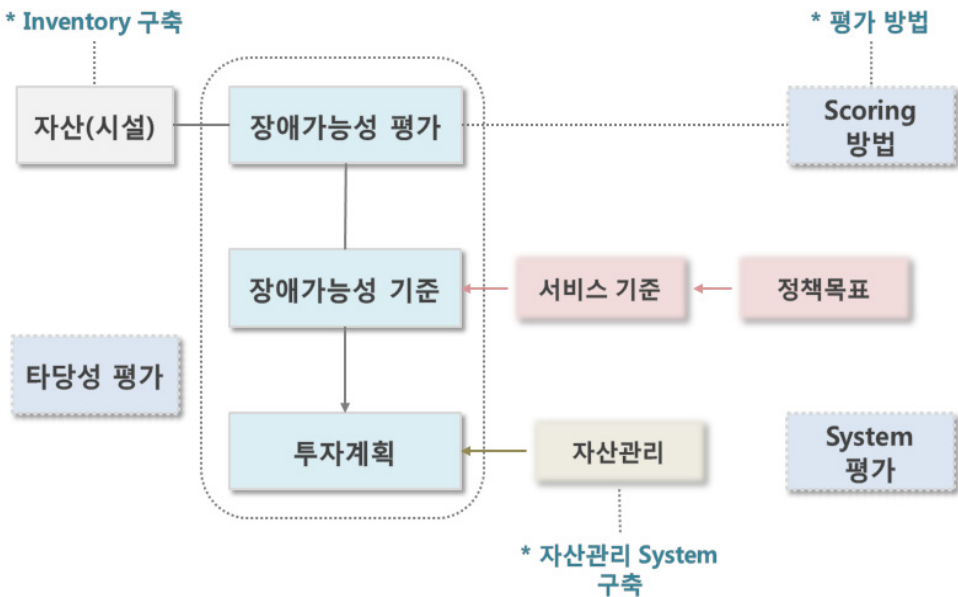 * Inventory 구축
* 평가 방법
자산(시설)
장애가능성 평가
Scoring
방법
장애가능성 기준
서비스 기준
정책목표
타당성 평가
투자계획
자산관리
System
평가
* 자산관리 System
구축